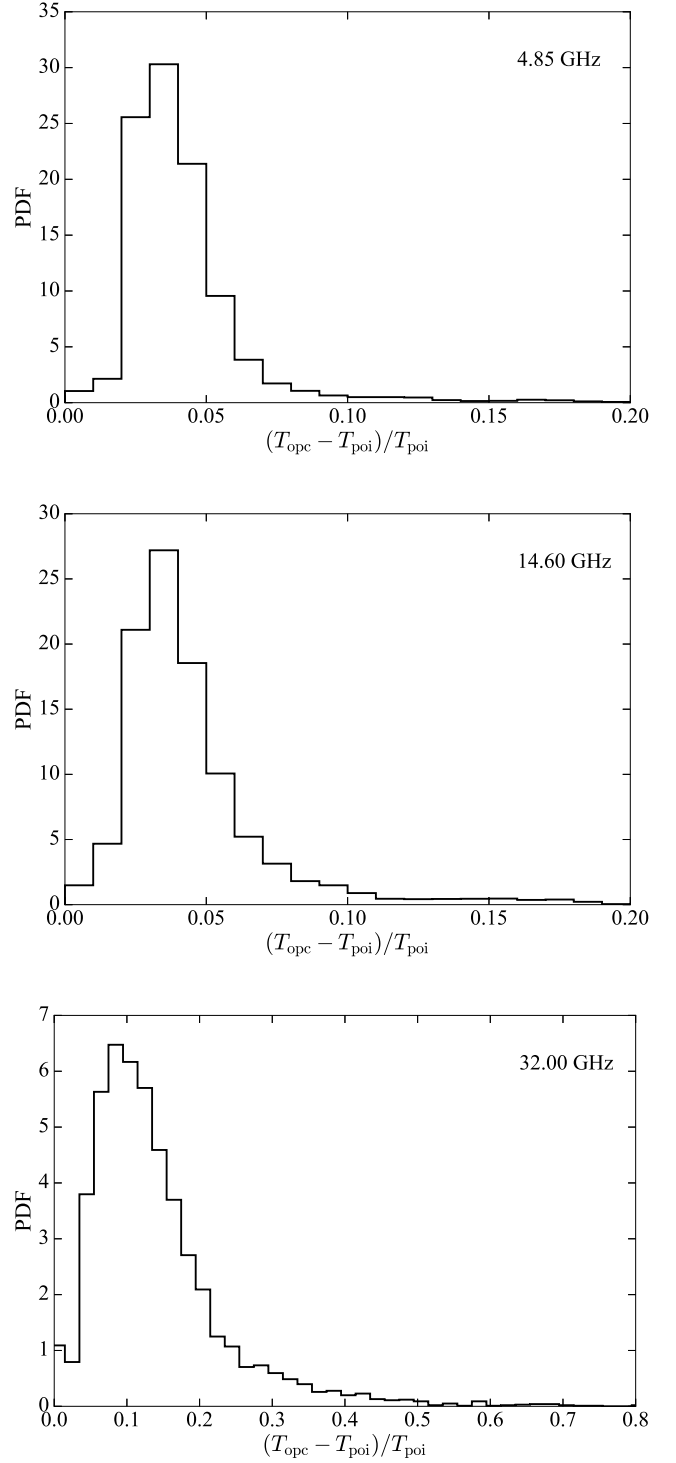 35
30
25
20
15
10
5
0
PDF
4.85 GHz
0.00 0.05 0.10 0.15 0.20
(T_opc − T_poi)/T_poi
30
25
20
15
10
5
0
PDF
14.60 GHz
0.00 0.05 0.10 0.15 0.20
(T_opc − T_poi)/T_poi
7
6
5
4
3
2
1
0
PDF
32.00 GHz
0.0 0.1 0.2 0.3 0.4 0.5 0.6 0.7 0.8
(T_opc − T_poi)/T_poi